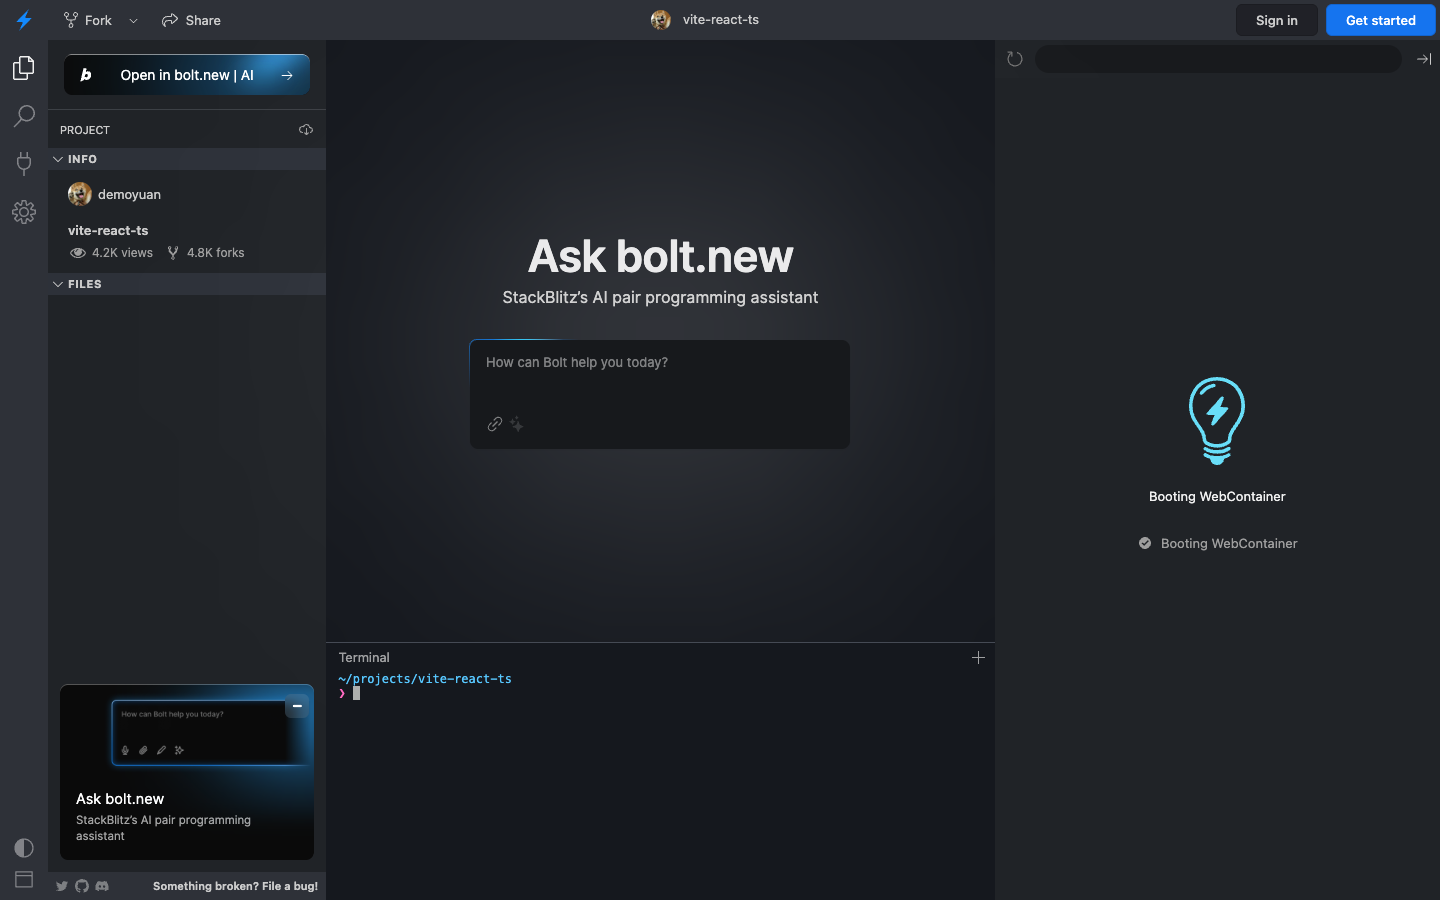 Fork
Share
vite-react-ts
Sign in
Get started
b
Open in bolt.new | AI
PROJECT
INFO
demoyuan
vite-react-ts
4.2K views
4.8K forks
FILES
How can Bolt help you today?
Ask bolt.new
StackBlitz's AI pair programming
assistant
Something broken? File a bug!
Ask bolt.new
StackBlitz's AI pair programming assistant
How can Bolt help you today?
Terminal
~/projects/vite-react-ts
❯
Booting WebContainer
Booting WebContainer